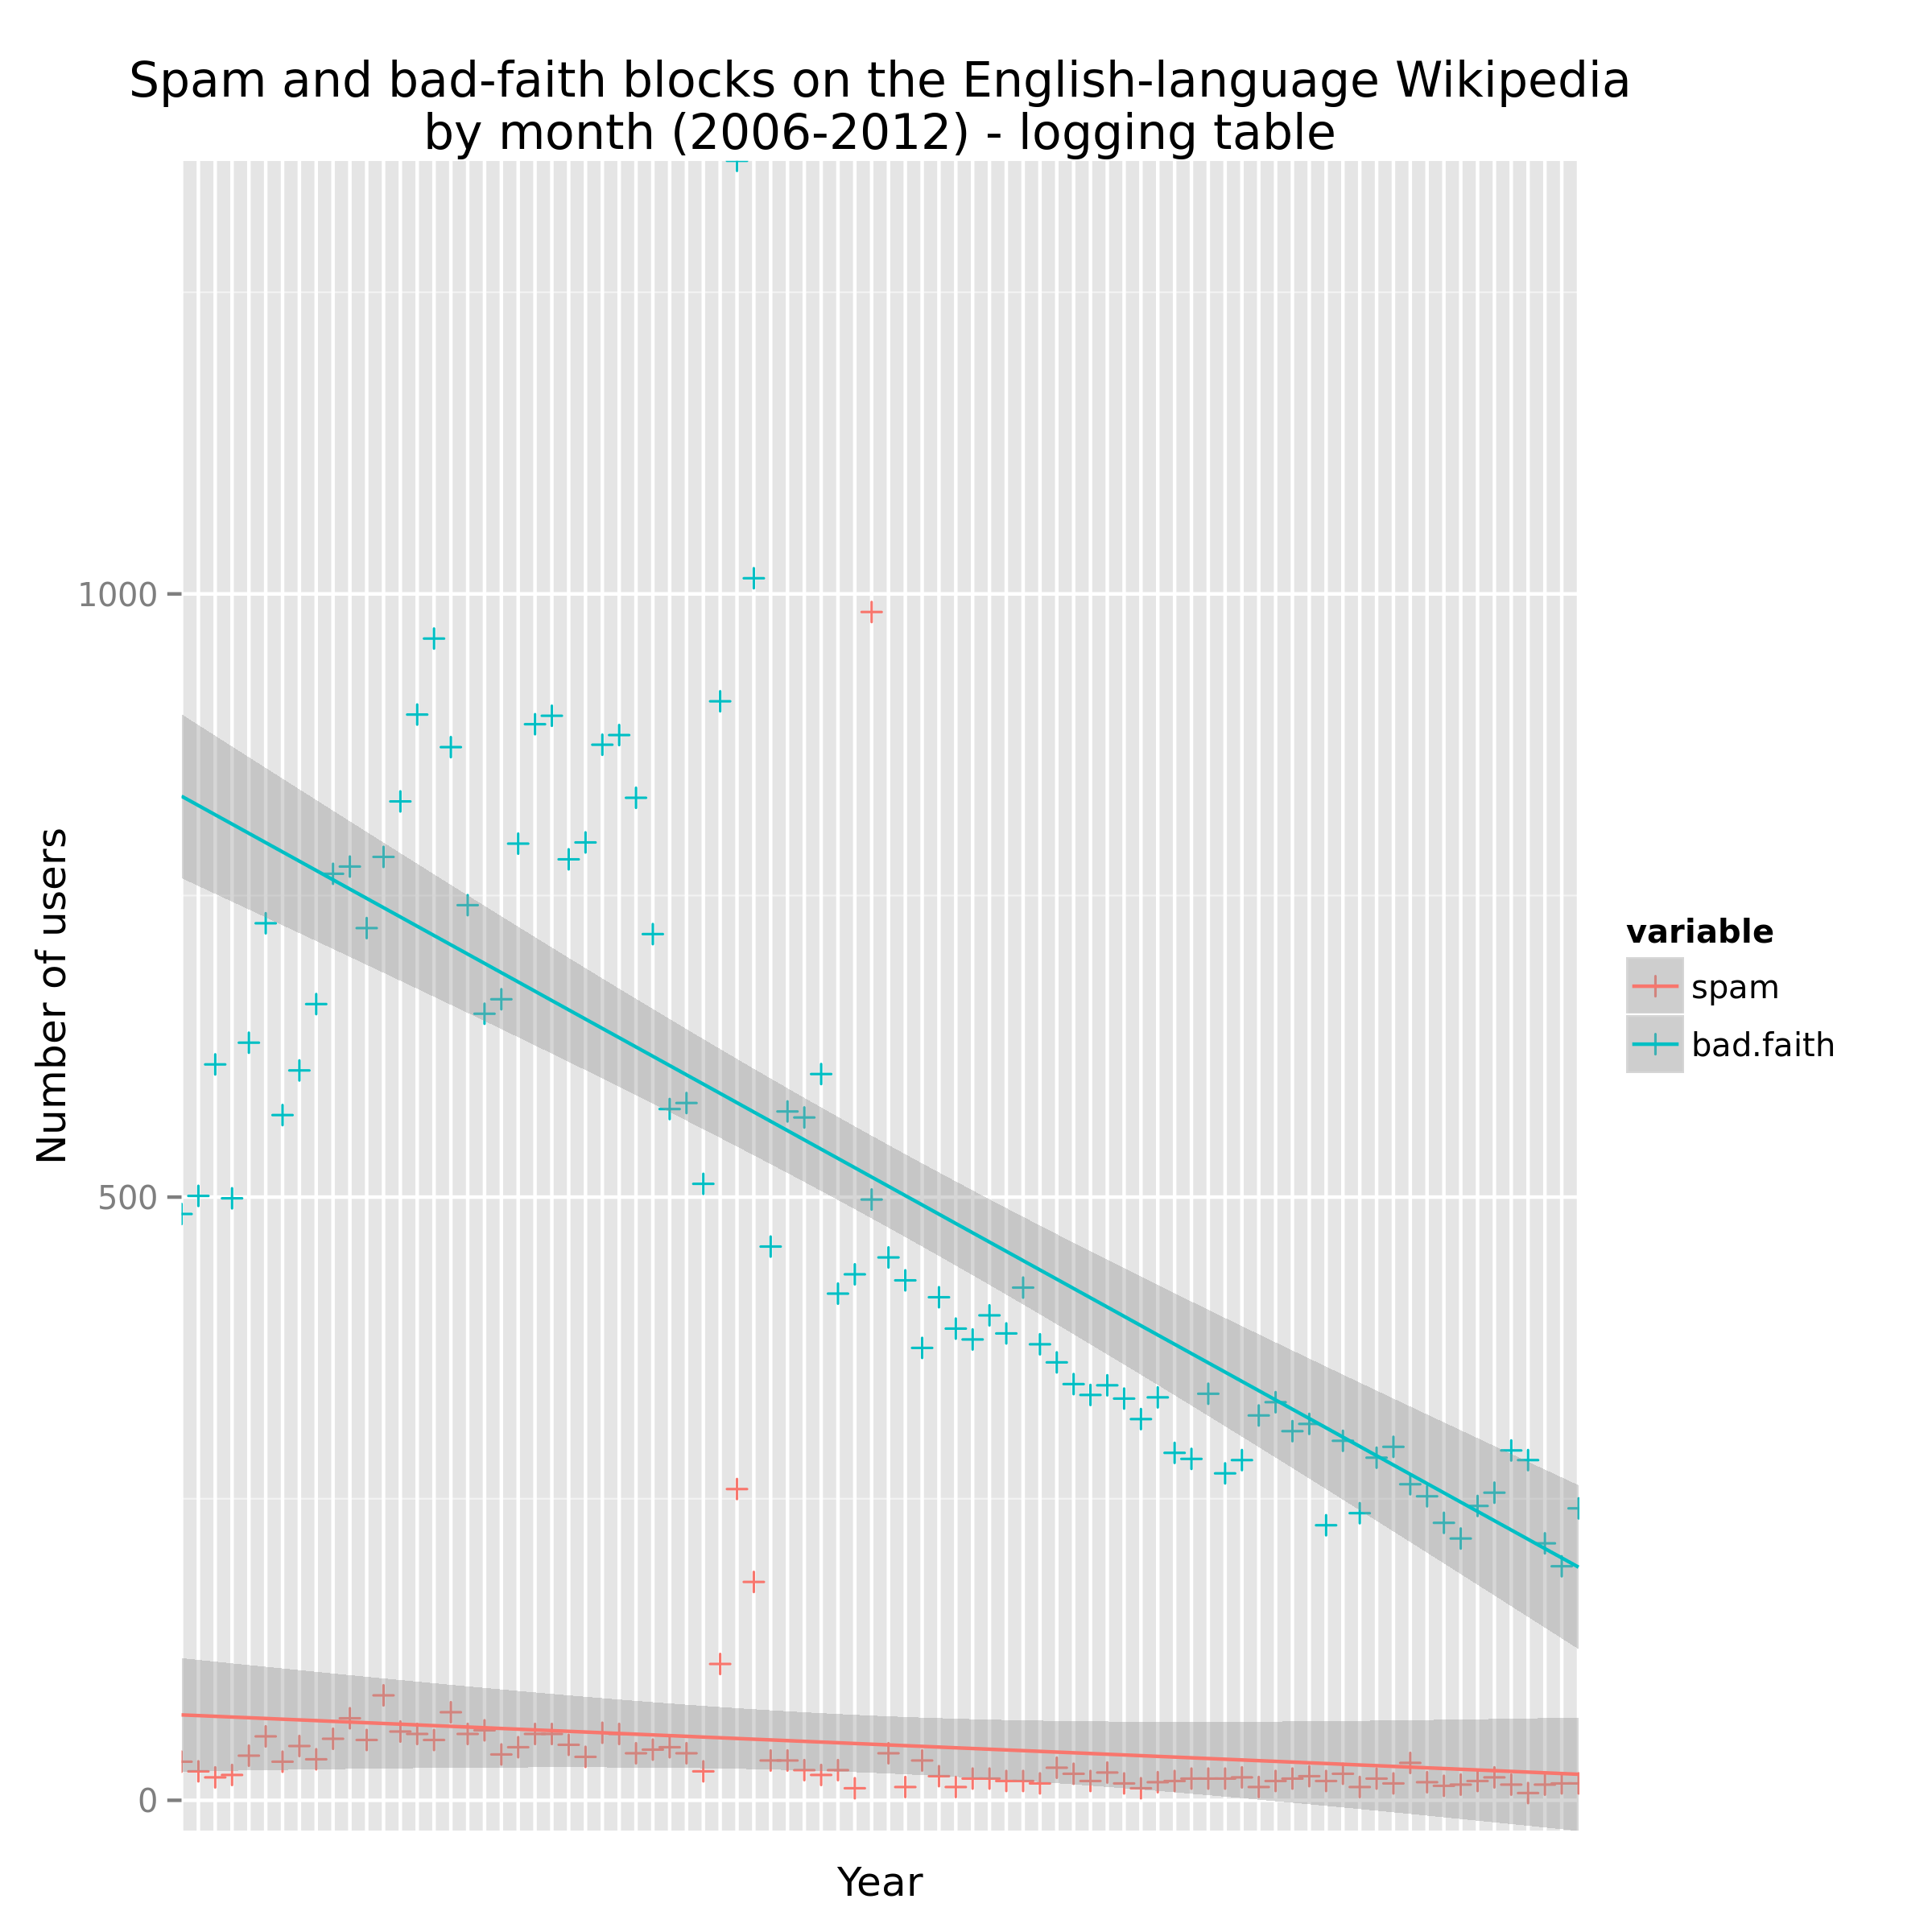 Spam and bad-faith blocks on the English-language Wikipedia
by month (2006-2012) - logging table
1000
500
0
Number of users
Year
variable
spam
bad.faith